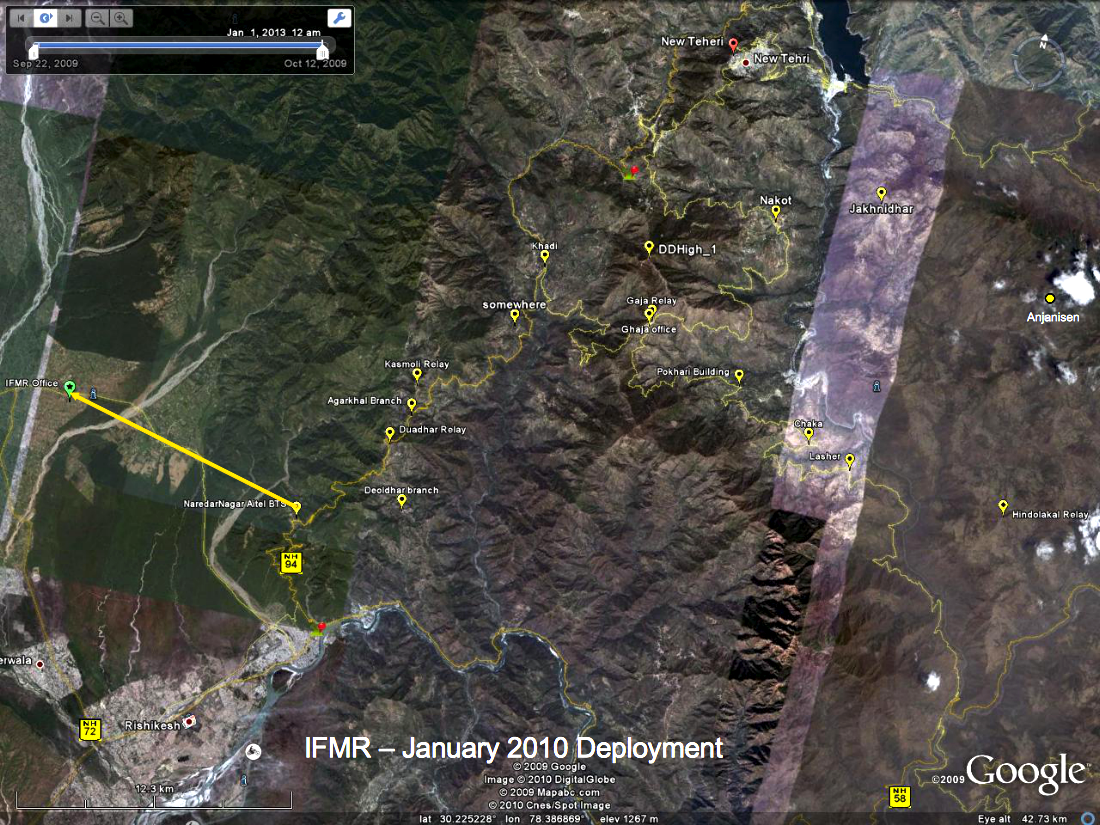 Jan 1, 2013 12 am
Sep 22, 2009
Oct 12, 2009
N
New Teheri
New Tehri
Nakot
Jakhnidhar
Khadi
DDHigh_1
somewhere
Gaja Relay
Ghaja office
Anjanisen
Kasmoli Relay
Pokhari Building
IFMR Office
Agarkhal Branch
Duadhar Relay
Chaka
Lasher
Deoldhar branch
NaredarNagar Aitel BTS
Hindolakal Relay
NH
94
erwala
NH
72
Rishikesh
IFMR – January 2010 Deployment
© 2009 Google
Image © 2010 DigitalGlobe
© 2009 Mapabc.com
© 2010 Cnes/Spot Image
©2009 Google™
12.3 km
NH
58
lat 30.225228° lon 78.386869° elev 1267 m
Eye alt 42.73 km